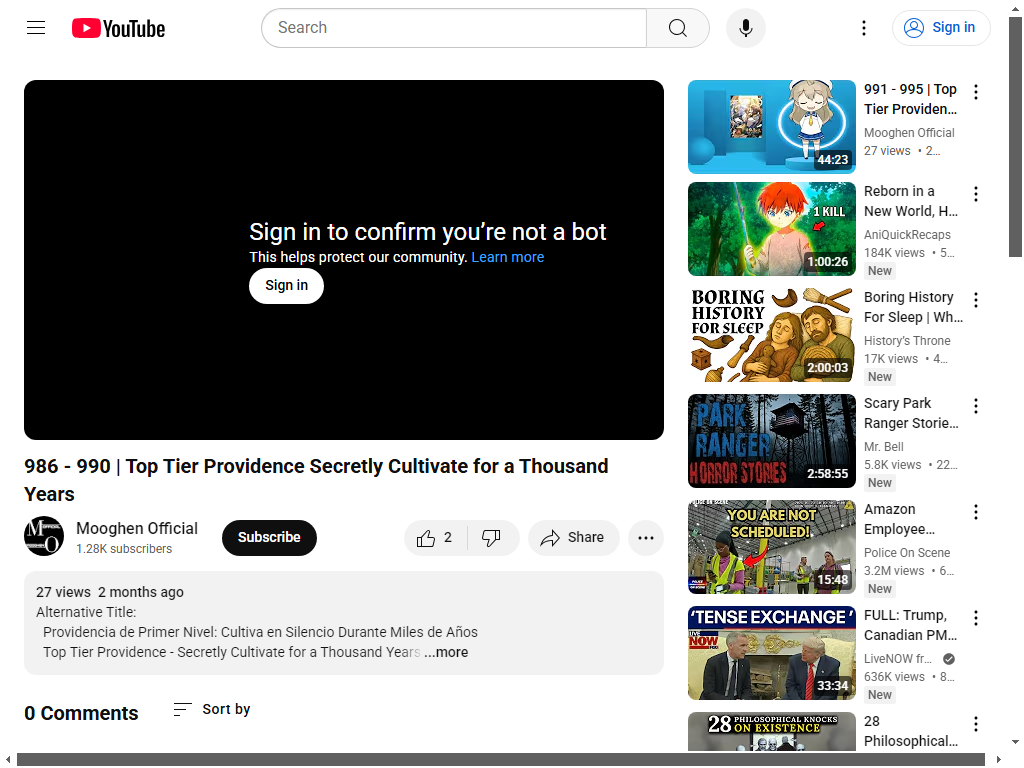 YouTube
Search
Sign in
Sign in to confirm you’re not a bot
This helps protect our community. Learn more
Sign in
986 - 990 | Top Tier Providence Secretly Cultivate for a Thousand
Years
Mooghen Official
1.28K subscribers
Subscribe
2
Share
27 views 2 months ago
Alternative Title:
Providencia de Primer Nivel: Cultiva en Silencio Durante Miles de Años
Top Tier Providence - Secretly Cultivate for a Thousand Years ...more
0 Comments
Sort by
44:23
991 - 995 | Top
Tier Providen...
Mooghen Official
27 views • 2...
1 KILL
1:00:26
Reborn in a
New World, H...
AniQuickRecaps
184K views • 5...
New
BORING
HISTORY
FOR SLEEP
2:00:03
Boring History
For Sleep | Wh...
History's Throne
17K views • 4...
New
PARK
RANGER
HORROR STORIES
2:58:55
Scary Park
Ranger Storie...
Mr. Bell
5.8K views • 22...
New
YOU ARE NOT
SCHEDULED!
15:48
Amazon
Employee...
Police On Scene
3.2M views • 6...
New
'TENSE EXCHANGE'
LIVE
NOW
33:34
FULL: Trump,
Canadian PM...
LiveNOW fr...
636K views • 8...
New
28 PHILOSOPHICAL KNOCKS
ON EXISTENCE
28
Philosophical...